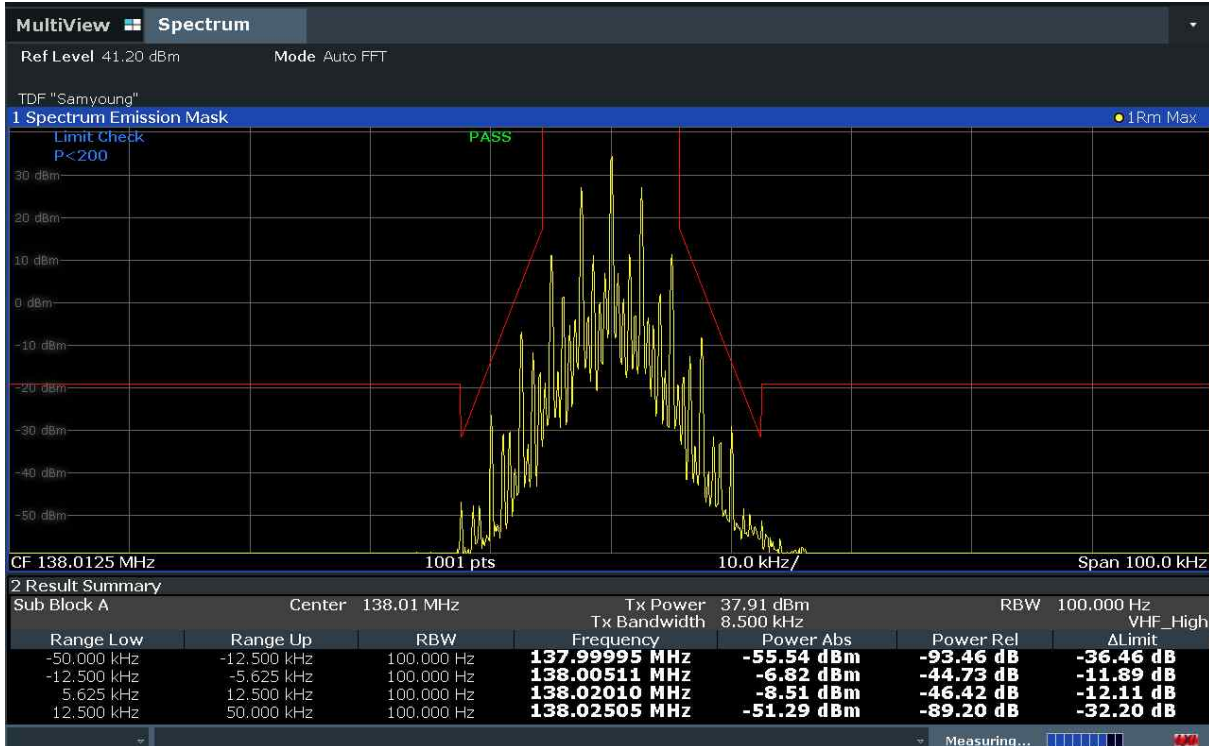 MultiView Spectrum
Ref Level 41.20 dBm Mode Auto FFT
TDF "Samyoung"
1 Spectrum Emission Mask 1Rm Max
Limit Check PASS
P<200
30 dBm
20 dBm
10 dBm
0 dBm
-10 dBm
-20 dBm
-30 dBm
-40 dBm
-50 dBm
CF 138.0125 MHz 1001 pts 10.0 kHz/ Span 100.0 kHz
2 Result Summary
Sub Block A Center 138.01 MHz Tx Power 37.91 dBm RBW 100.000 Hz
Tx Bandwidth 8.500 kHz VHF_High
Range Low Range Up RBW Frequency Power Abs Power Rel ΔLimit
-50.000 kHz -12.500 kHz 100.000 Hz 137.99995 MHz -55.54 dBm -93.46 dB -36.46 dB
-12.500 kHz -5.625 kHz 100.000 Hz 138.00511 MHz -6.82 dBm -44.73 dB -11.89 dB
5.625 kHz 12.500 kHz 100.000 Hz 138.02010 MHz -8.51 dBm -46.42 dB -12.11 dB
12.500 kHz 50.000 kHz 100.000 Hz 138.02505 MHz -51.29 dBm -89.20 dB -32.20 dB
Measuring...